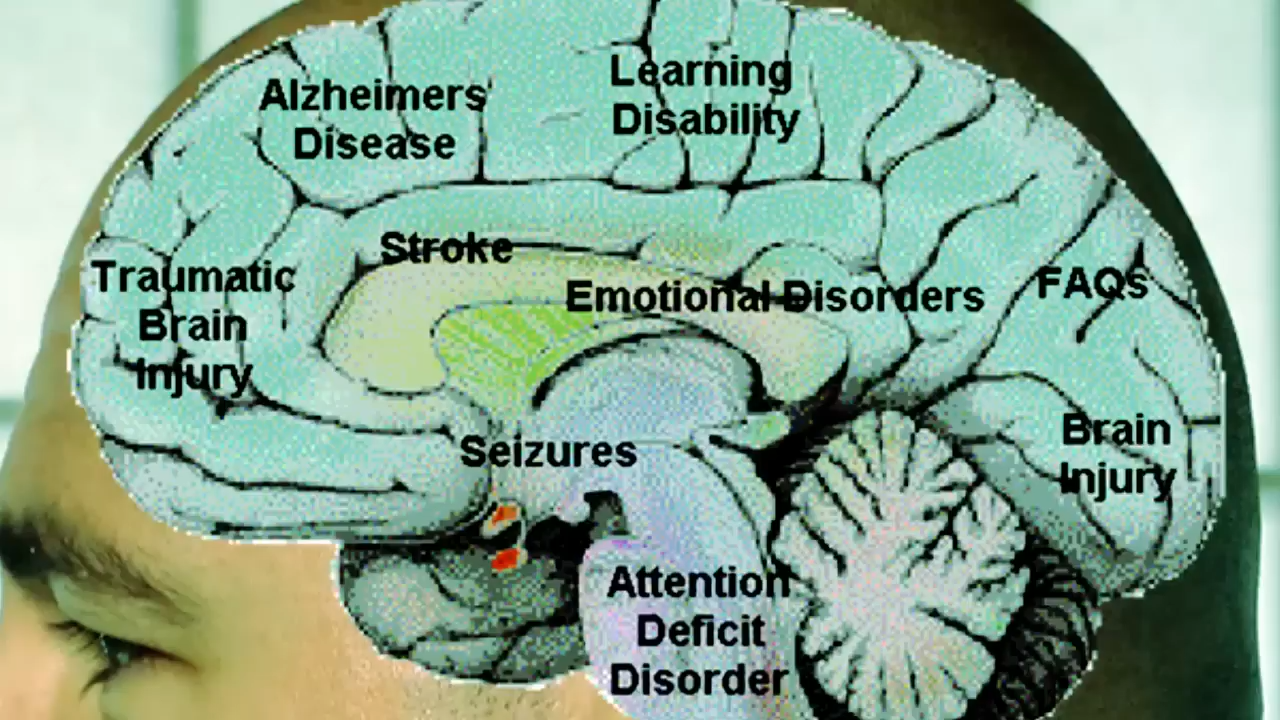 Alzheimers'
Disease
Learning
Disability
Stroke
Traumatic
Brain
Injury
Emotional Disorders
FAQs
Seizures
Brain
Injury
Attention
Deficit
Disorder